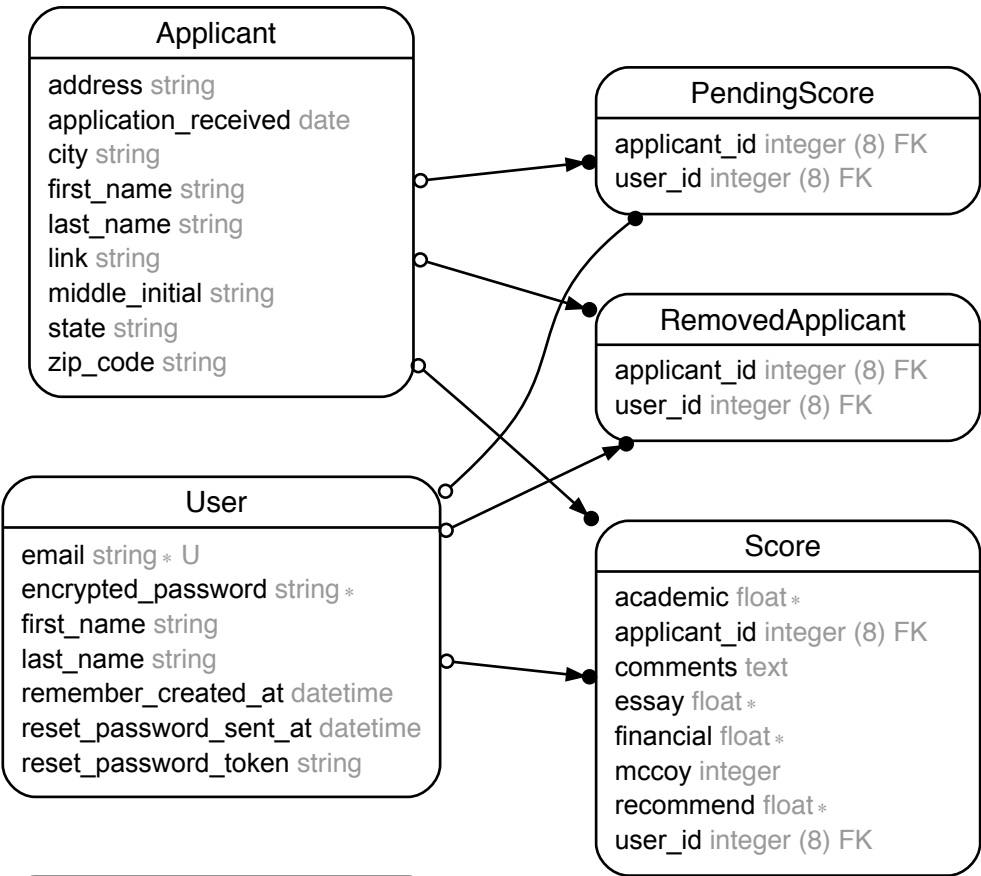 Applicant
address string
application_received date
city string
first_name string
last_name string
link string
middle_initial string
state string
zip_code string
PendingScore
applicant_id integer (8) FK
user_id integer (8) FK
RemovedApplicant
applicant_id integer (8) FK
user_id integer (8) FK
User
email string * U
encrypted_password string *
first_name string
last_name string
remember_created_at datetime
reset_password_sent_at datetime
reset_password_token string
Score
academic float *
applicant_id integer (8) FK
comments text
essay float *
financial float *
mccoy integer
recommend float *
user_id integer (8) FK